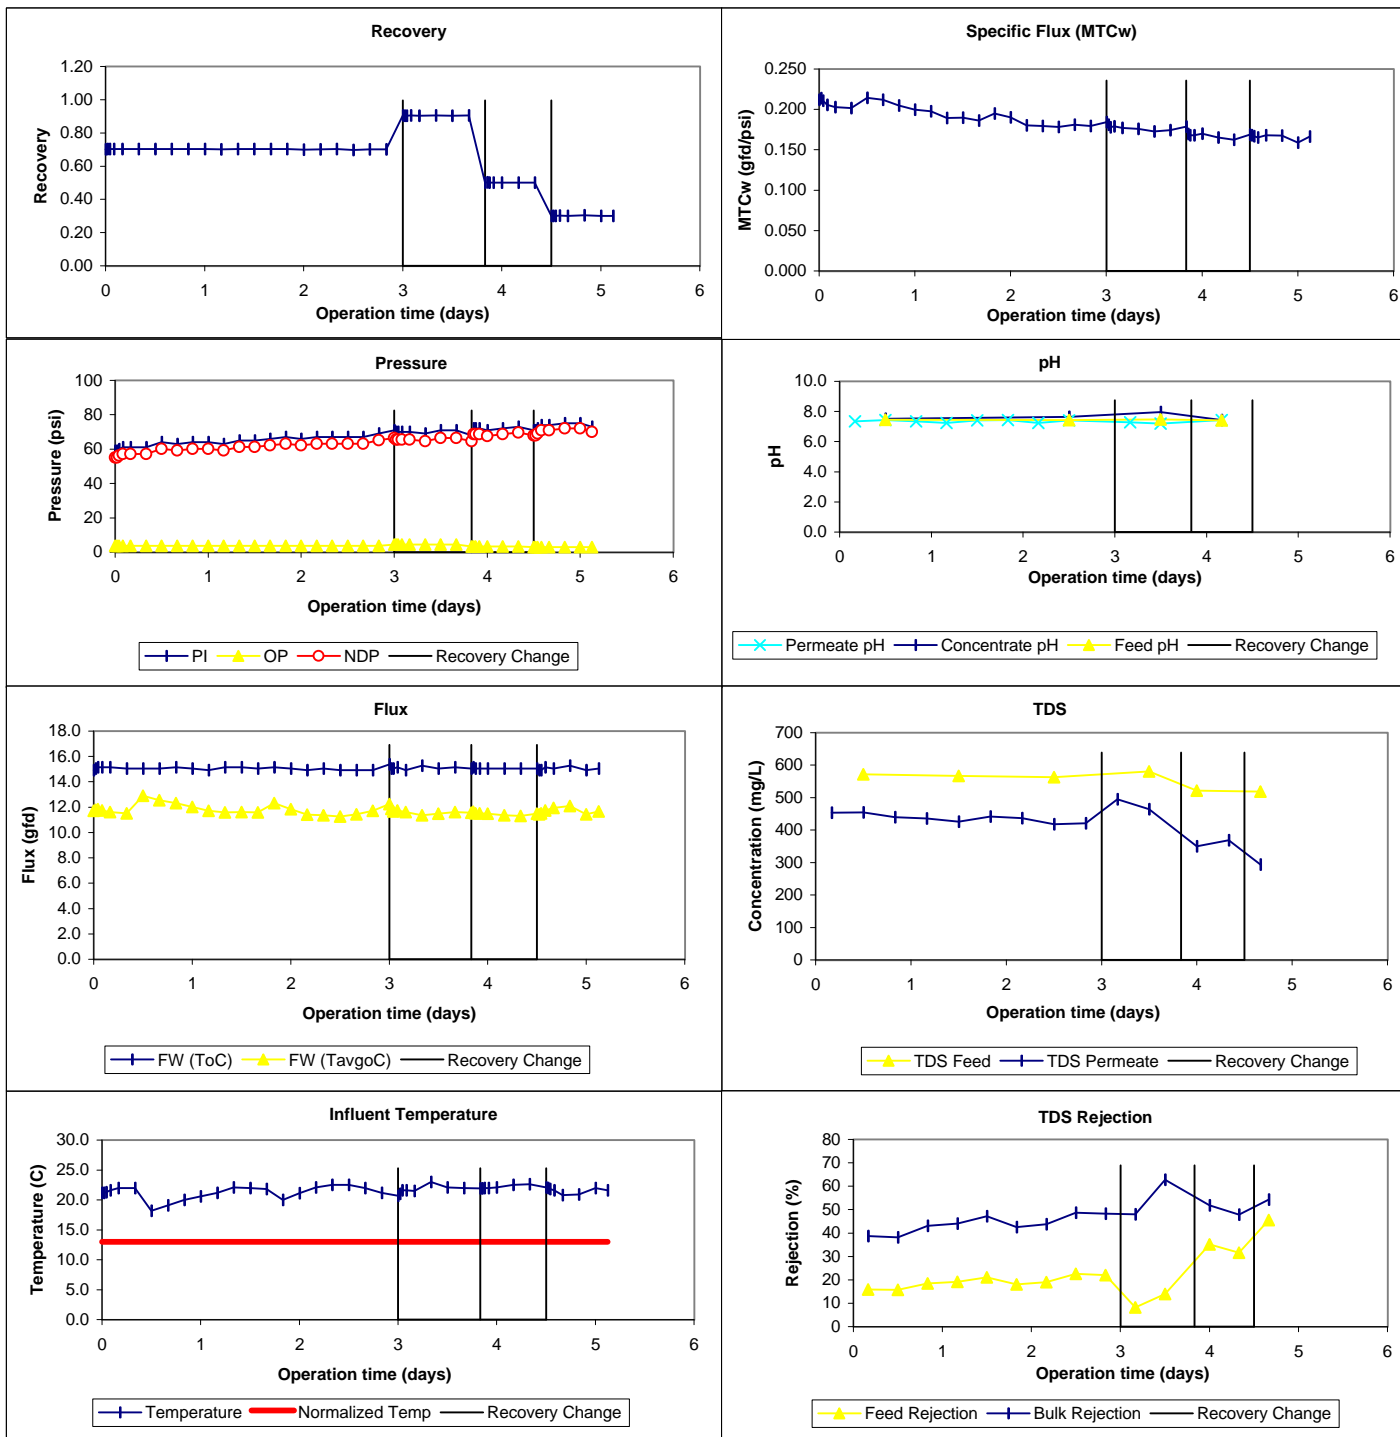 Recovery
1.20
1.00
0.80
0.60
0.40
0.20
0.00
Recovery
0 1 2 3 4 5 6
Operation time (days)
Specific Flux (MTCw)
0.250
0.200
0.150
0.100
0.050
0.000
MTCw (gfd/psi)
0 1 2 3 4 5 6
Operation time (days)
Pressure
100
80
60
40
20
0
Pressure (psi)
0 1 2 3 4 5 6
Operation time (days)
PI OP NDP Recovery Change
pH
10.0
8.0
6.0
4.0
2.0
0.0
pH
0 1 2 3 4 5 6
Operation time (days)
Permeate pH Concentrate pH Feed pH Recovery Change
Flux
18.0
16.0
14.0
12.0
10.0
8.0
6.0
4.0
2.0
0.0
Flux (gfd)
0 1 2 3 4 5 6
Operation time (days)
FW (ToC) FW (TavgoC) Recovery Change
TDS
700
600
500
400
300
200
100
0
Concentration (mg/L)
0 1 2 3 4 5 6
Operation time (days)
TDS Feed TDS Permeate Recovery Change
Influent Temperature
30.0
25.0
20.0
15.0
10.0
5.0
0.0
Temperature (C)
0 1 2 3 4 5 6
Operation time (days)
Temperature Normalized Temp Recovery Change
TDS Rejection
80
70
60
50
40
30
20
10
0
Rejection (%)
0 1 2 3 4 5 6
Operation time (days)
Feed Rejection Bulk Rejection Recovery Change